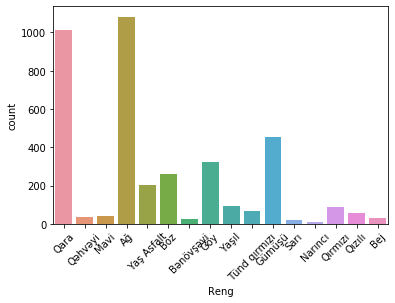 1000
800
600
400
200
0
count
Qara
Qəhvəyi
Mavi
Ağ
Yaş Asfalt
Boz
Bənövşəyi
Göy
Yaşıl
Tünd qırmızı
Gümüşü
Sarı
Narıncı
Qırmızı
Qızılı
Bej
Reng